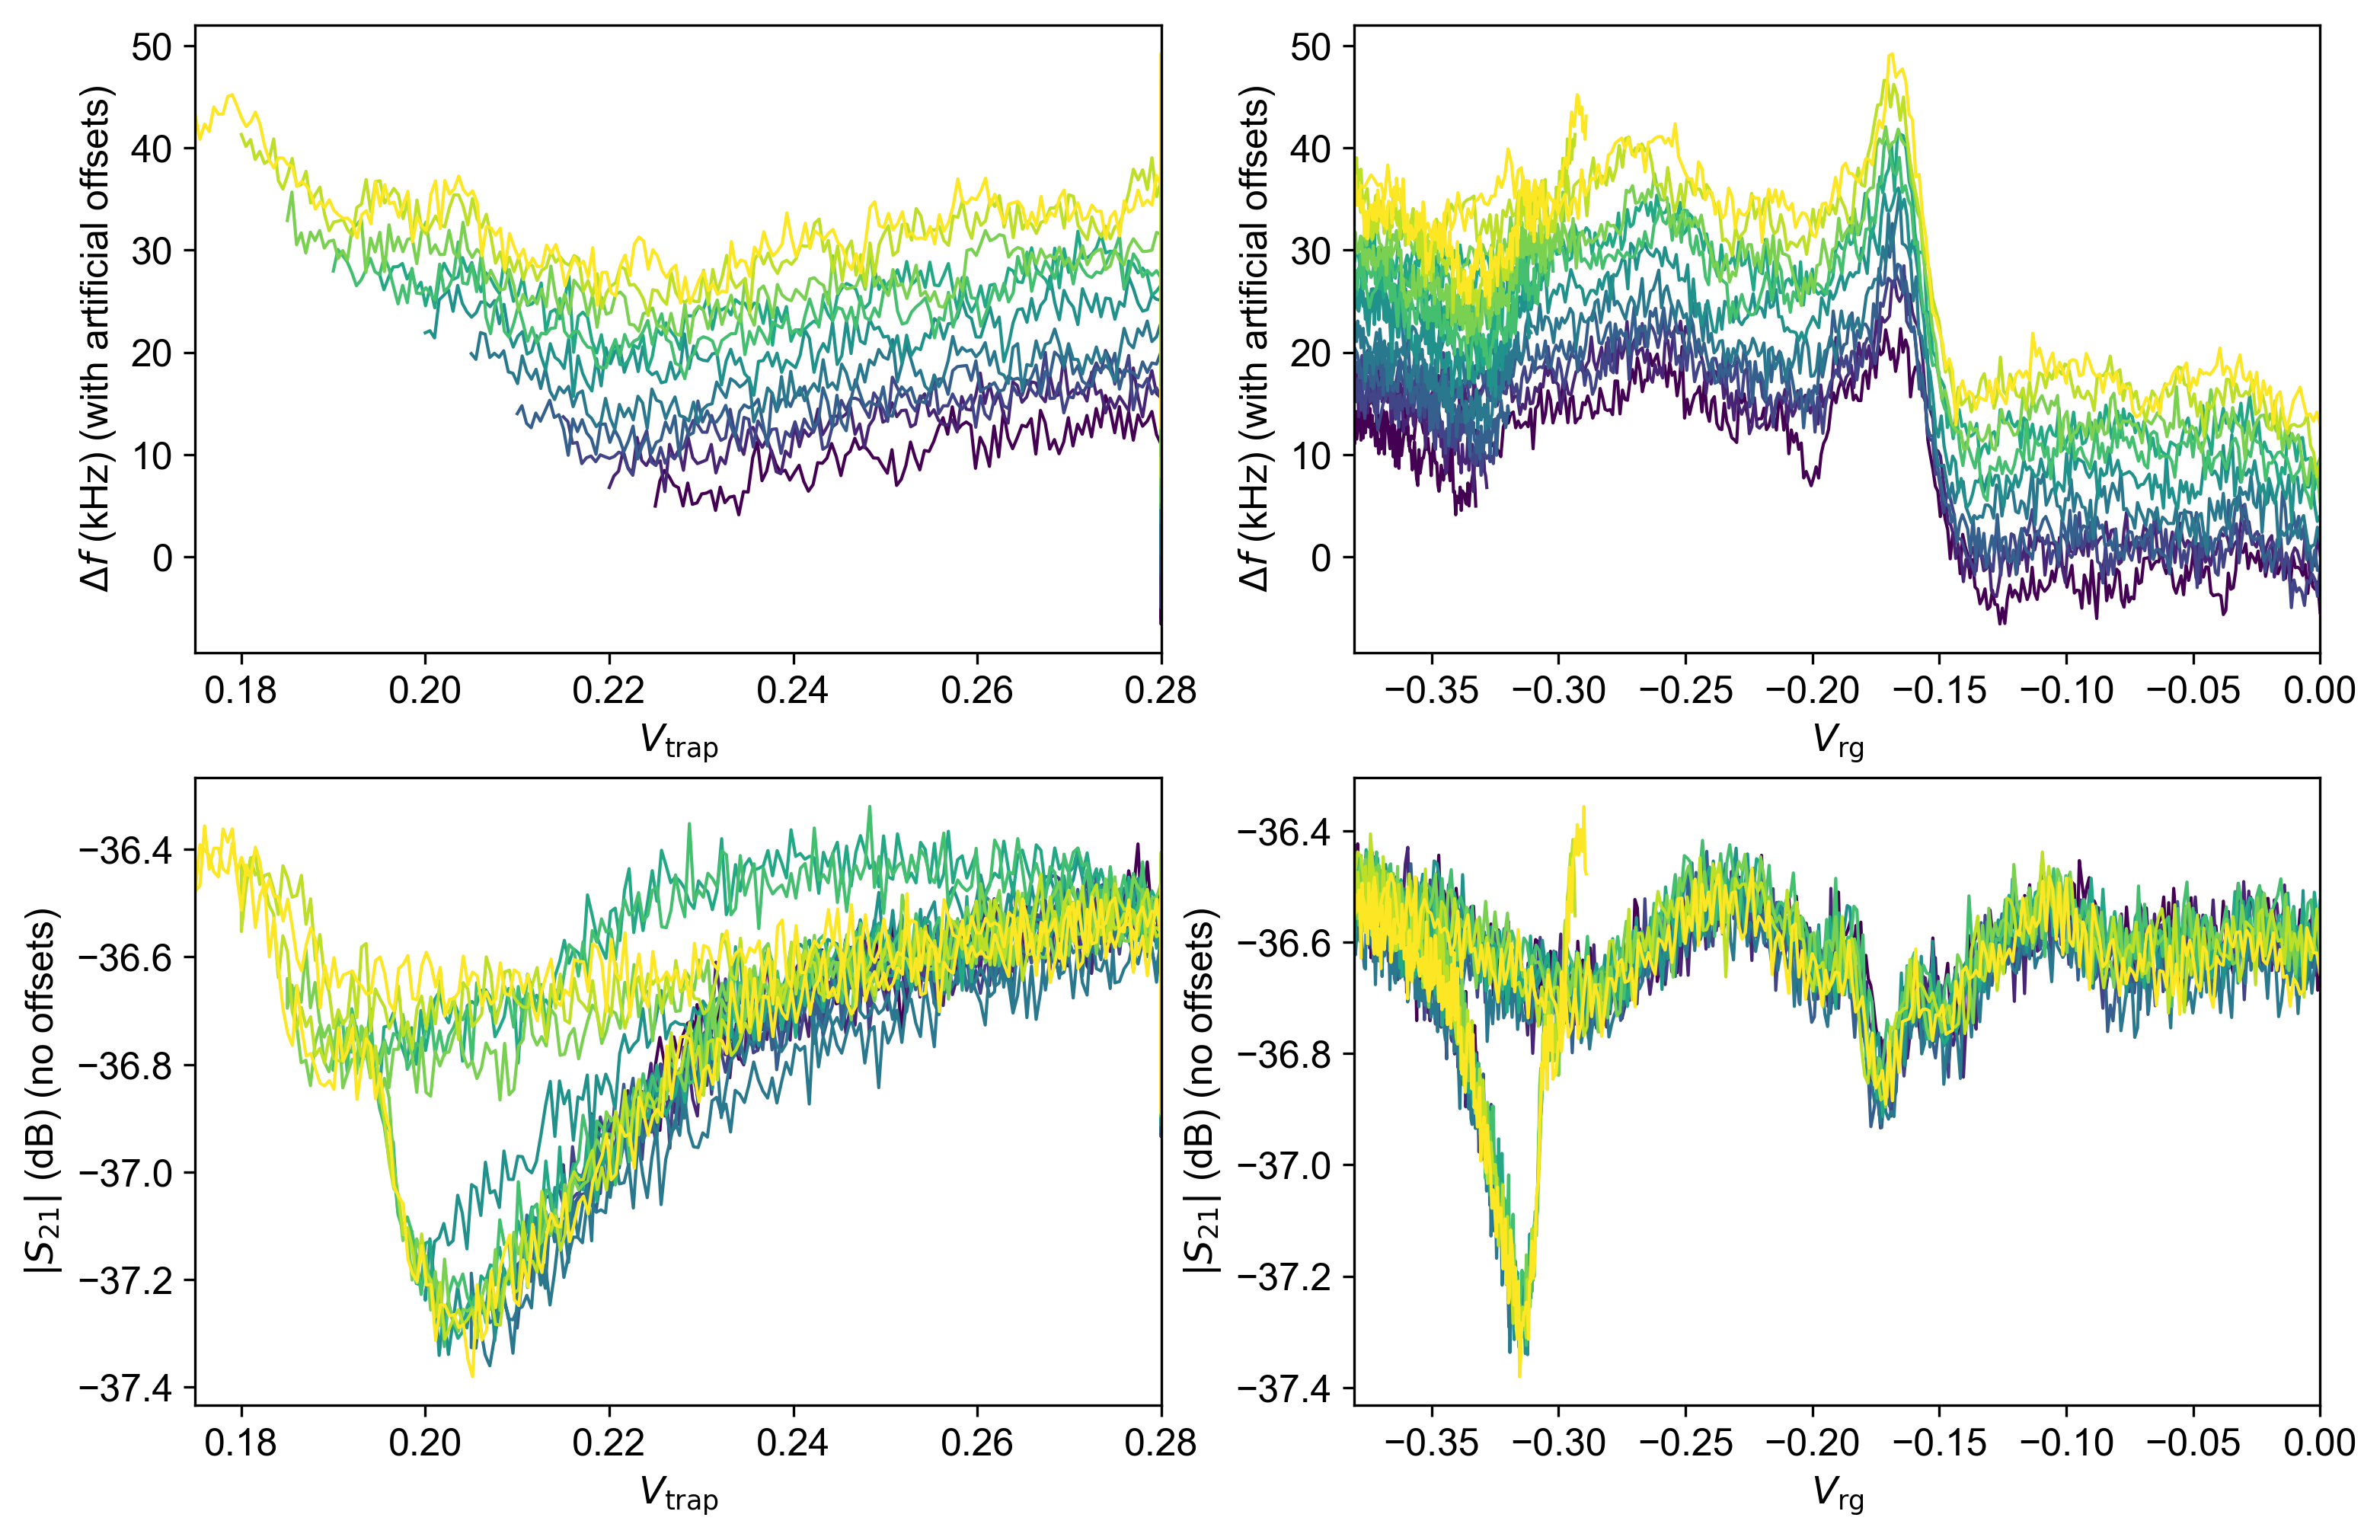 Δf (kHz) (with artificial offsets)
50
40
30
20
10
0
0.18 0.20 0.22 0.24 0.26 0.28
V_trap
Δf (kHz) (with artificial offsets)
50
40
30
20
10
0
−0.35 −0.30 −0.25 −0.20 −0.15 −0.10 −0.05 0.00
V_rg
|S_21| (dB) (no offsets)
−36.4
−36.6
−36.8
−37.0
−37.2
−37.4
0.18 0.20 0.22 0.24 0.26 0.28
V_trap
|S_21| (dB) (no offsets)
−36.4
−36.6
−36.8
−37.0
−37.2
−37.4
−0.35 −0.30 −0.25 −0.20 −0.15 −0.10 −0.05 0.00
V_rg